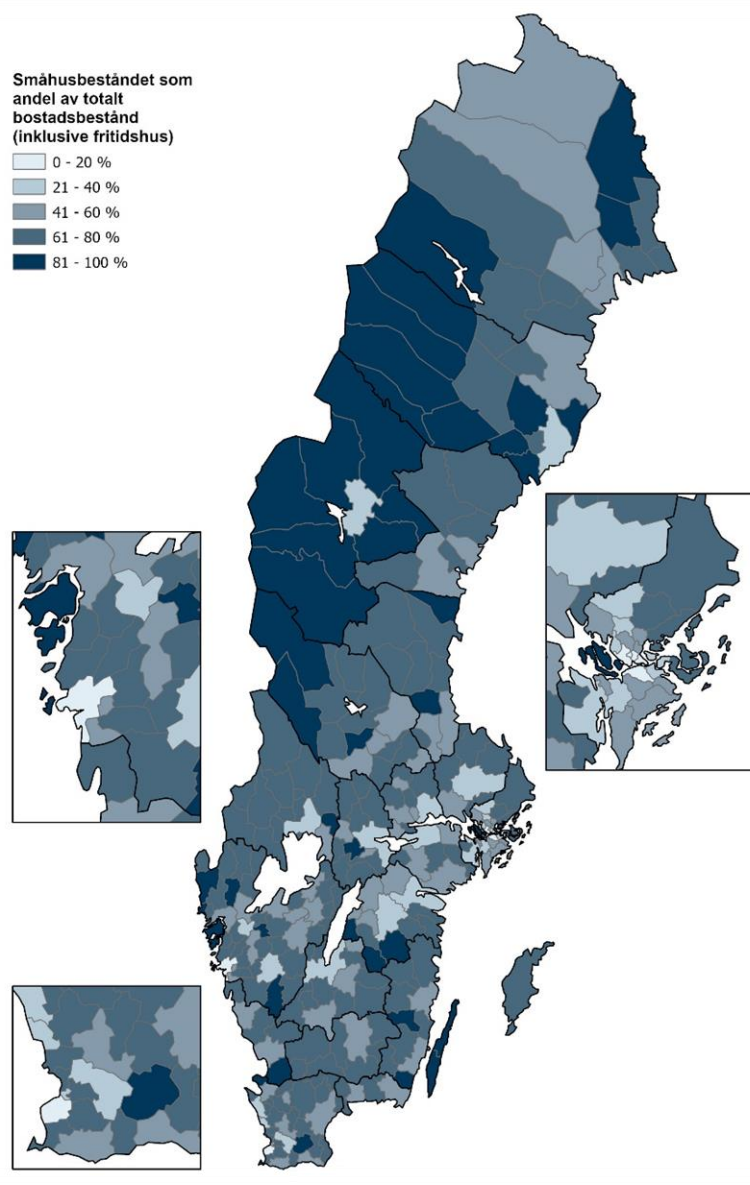 Småhusbeståndet som
andel av totalt
bostadsbestånd
(inklusive fritidshus)
0 - 20 %
21 - 40 %
41 - 60 %
61 - 80 %
81 - 100 %